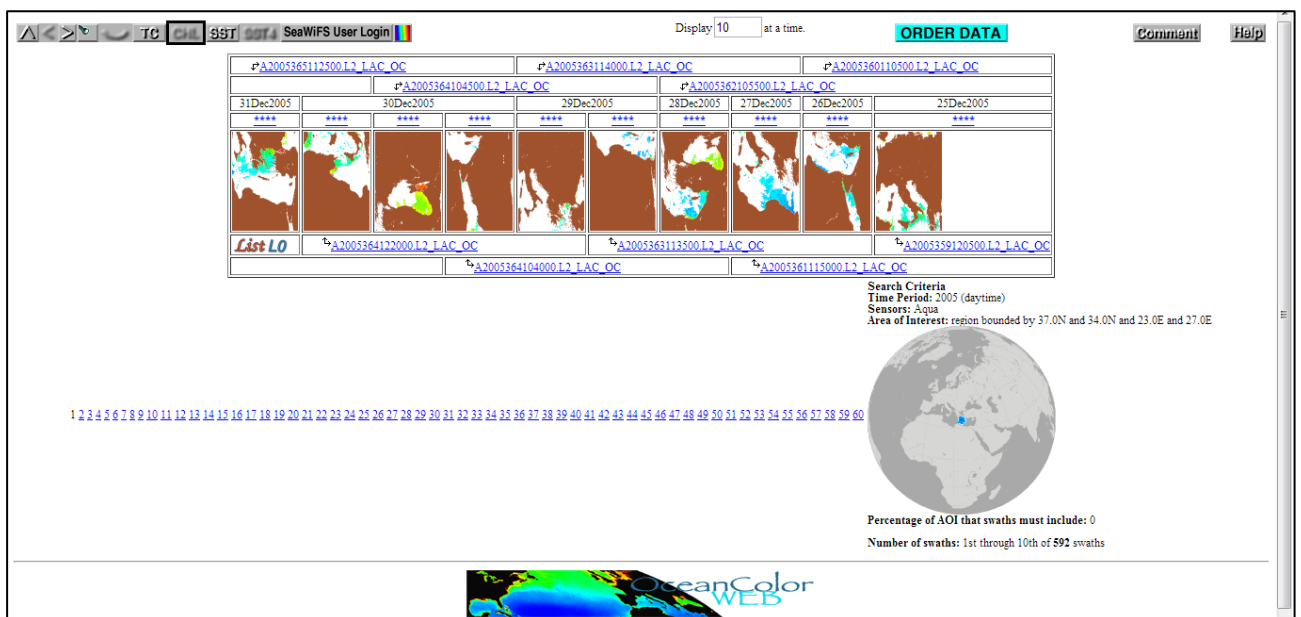 TC CHL SST SST4 SeaWiFS User Login Display 10 at a time. ORDER DATA Comment Help
A2005365112500.L2_LAC_OC A2005363114000.L2_LAC_OC A2005360110500.L2_LAC_OC
A2005364104500.L2_LAC_OC A2005362105500.L2_LAC_OC
31Dec2005 30Dec2005 29Dec2005 28Dec2005 27Dec2005 26Dec2005 25Dec2005
**** **** **** **** **** **** **** **** **** ****
List L0 A2005364122000.L2_LAC_OC A2005363113500.L2_LAC_OC A2005359120500.L2_LAC_OC
A2005364104000.L2_LAC_OC A2005361115000.L2_LAC_OC
Search Criteria
Time Period: 2005 (daytime)
Sensors: Aqua
Area of Interest: region bounded by 37.0N and 34.0N and 23.0E and 27.0E
1 2 3 4 5 6 7 8 9 10 11 12 13 14 15 16 17 18 19 20 21 22 23 24 25 26 27 28 29 30 31 32 33 34 35 36 37 38 39 40 41 42 43 44 45 46 47 48 49 50 51 52 53 54 55 56 57 58 59 60
Percentage of AOI that swaths must include: 0
Number of swaths: 1st through 10th of 592 swaths
OceanColor
WEB